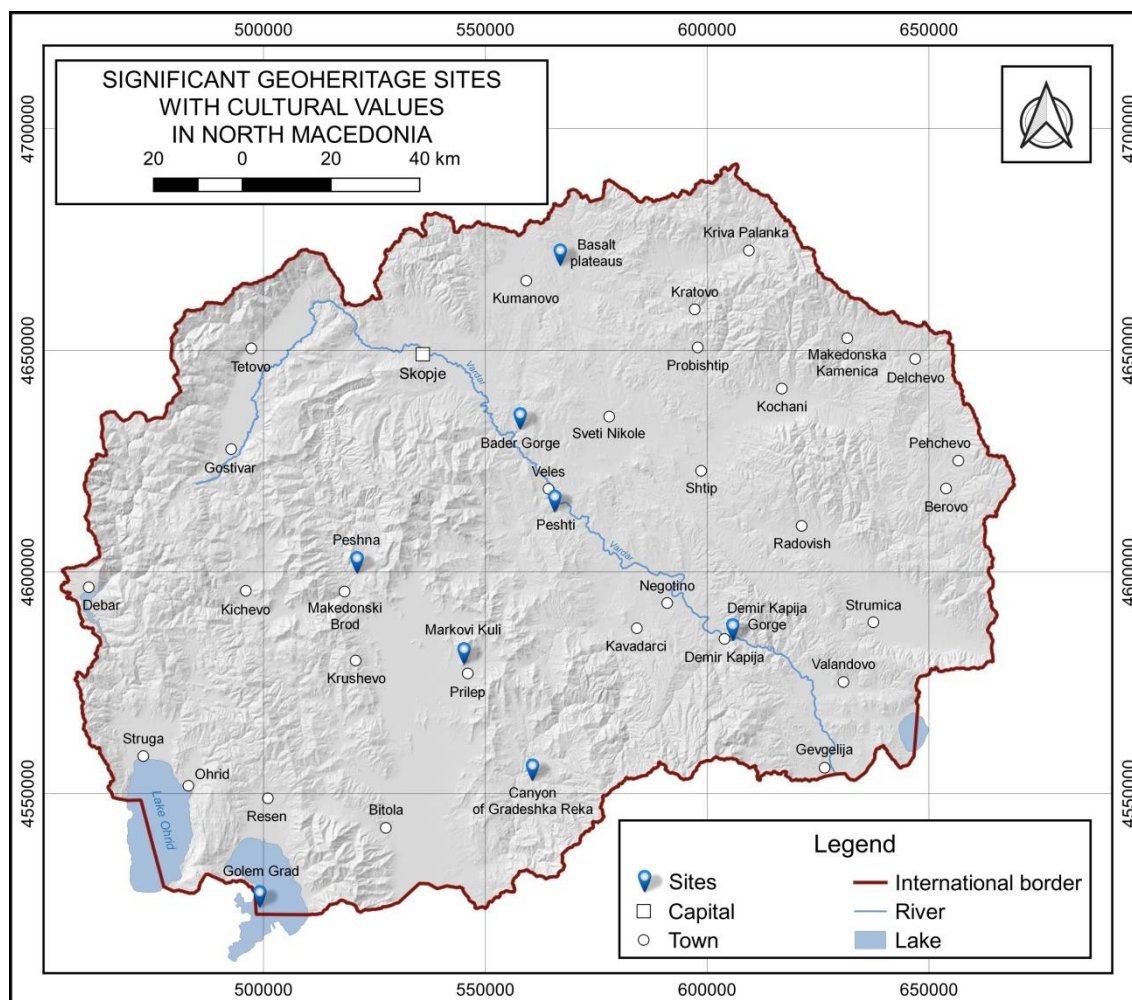 500000
550000
600000
650000
SIGNIFICANT GEOHERITAGE SITES
WITH CULTURAL VALUES
IN NORTH MACEDONIA
20 0 20 40 km
4700000
4700000
Kriva Palanka
Basalt
plateaus
Kumanovo
Kratovo
4650000
4650000
Tetovo
Skopje
Vardar
Probishtip
Makedonska
Kamenica
Delchevo
Kochani
Bader Gorge
Sveti Nikole
Pehchevo
Gostivar
Veles
Shtip
Berovo
Peshti
Radovish
Peshna
Vardar
4600000
4600000
Debar
Kichevo
Makedonski
Brod
Negotino
Demir Kapija
Gorge
Strumica
Markovi Kuli
Kavadarci
Demir Kapija
Krushevo
Prilep
Valandovo
Struga
Gevgelija
Ohrid
Lake Ohrid
Resen
Bitola
Canyon
of Gradeshka Reka
4550000
4550000
Golem Grad
Legend
Sites
Capital
Town
International border
River
Lake
500000
550000
600000
650000